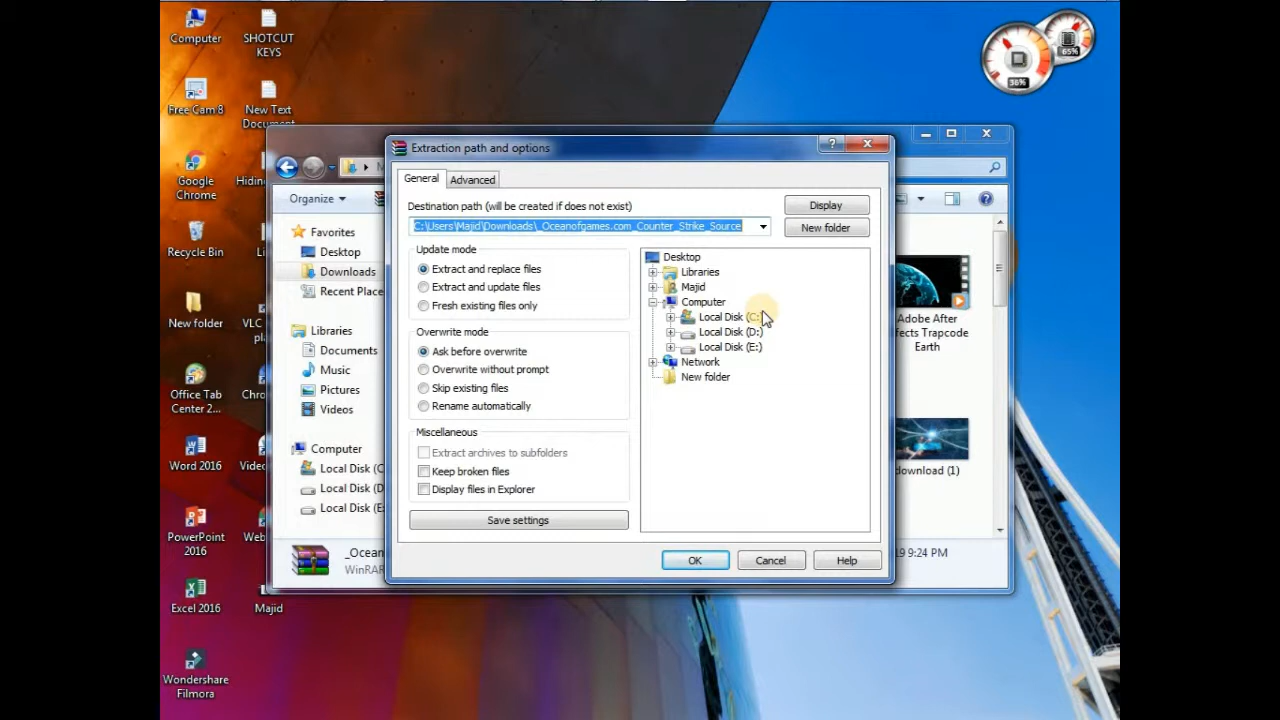 Computer
SHOTCUT
KEYS
38%
65%
Free Cam 8
New Text
Document
Google
Chrome
Hiding
Recycle Bin
New folder
VLC
Office Tab
Center 2...
Word 2016
PowerPoint
2016
Excel 2016
Majid
Wondershare
Filmora
Organize
Favorites
Desktop
Downloads
Recent Place
Libraries
Documents
Music
Pictures
Videos
Computer
Local Disk (C
Local Disk (D
Local Disk (E
_Ocean
WinRAR
Extraction path and options
?
General
Advanced
Destination path (will be created if does not exist)
Display
C:\Users\Majid\Downloads\_Oceanofgames.com_Counter_Strike_Source
New folder
Update mode
Extract and replace files
Extract and update files
Fresh existing files only
Overwrite mode
Ask before overwrite
Overwrite without prompt
Skip existing files
Rename automatically
Miscellaneous
Extract archives to subfolders
Keep broken files
Display files in Explorer
Save settings
Desktop
Libraries
Majid
Computer
Local Disk (C:)
Local Disk (D:)
Local Disk (E:)
Network
New folder
OK
Cancel
Help
Adobe After
ffects Trapcode
Earth
download (1)
19 9:24 PM